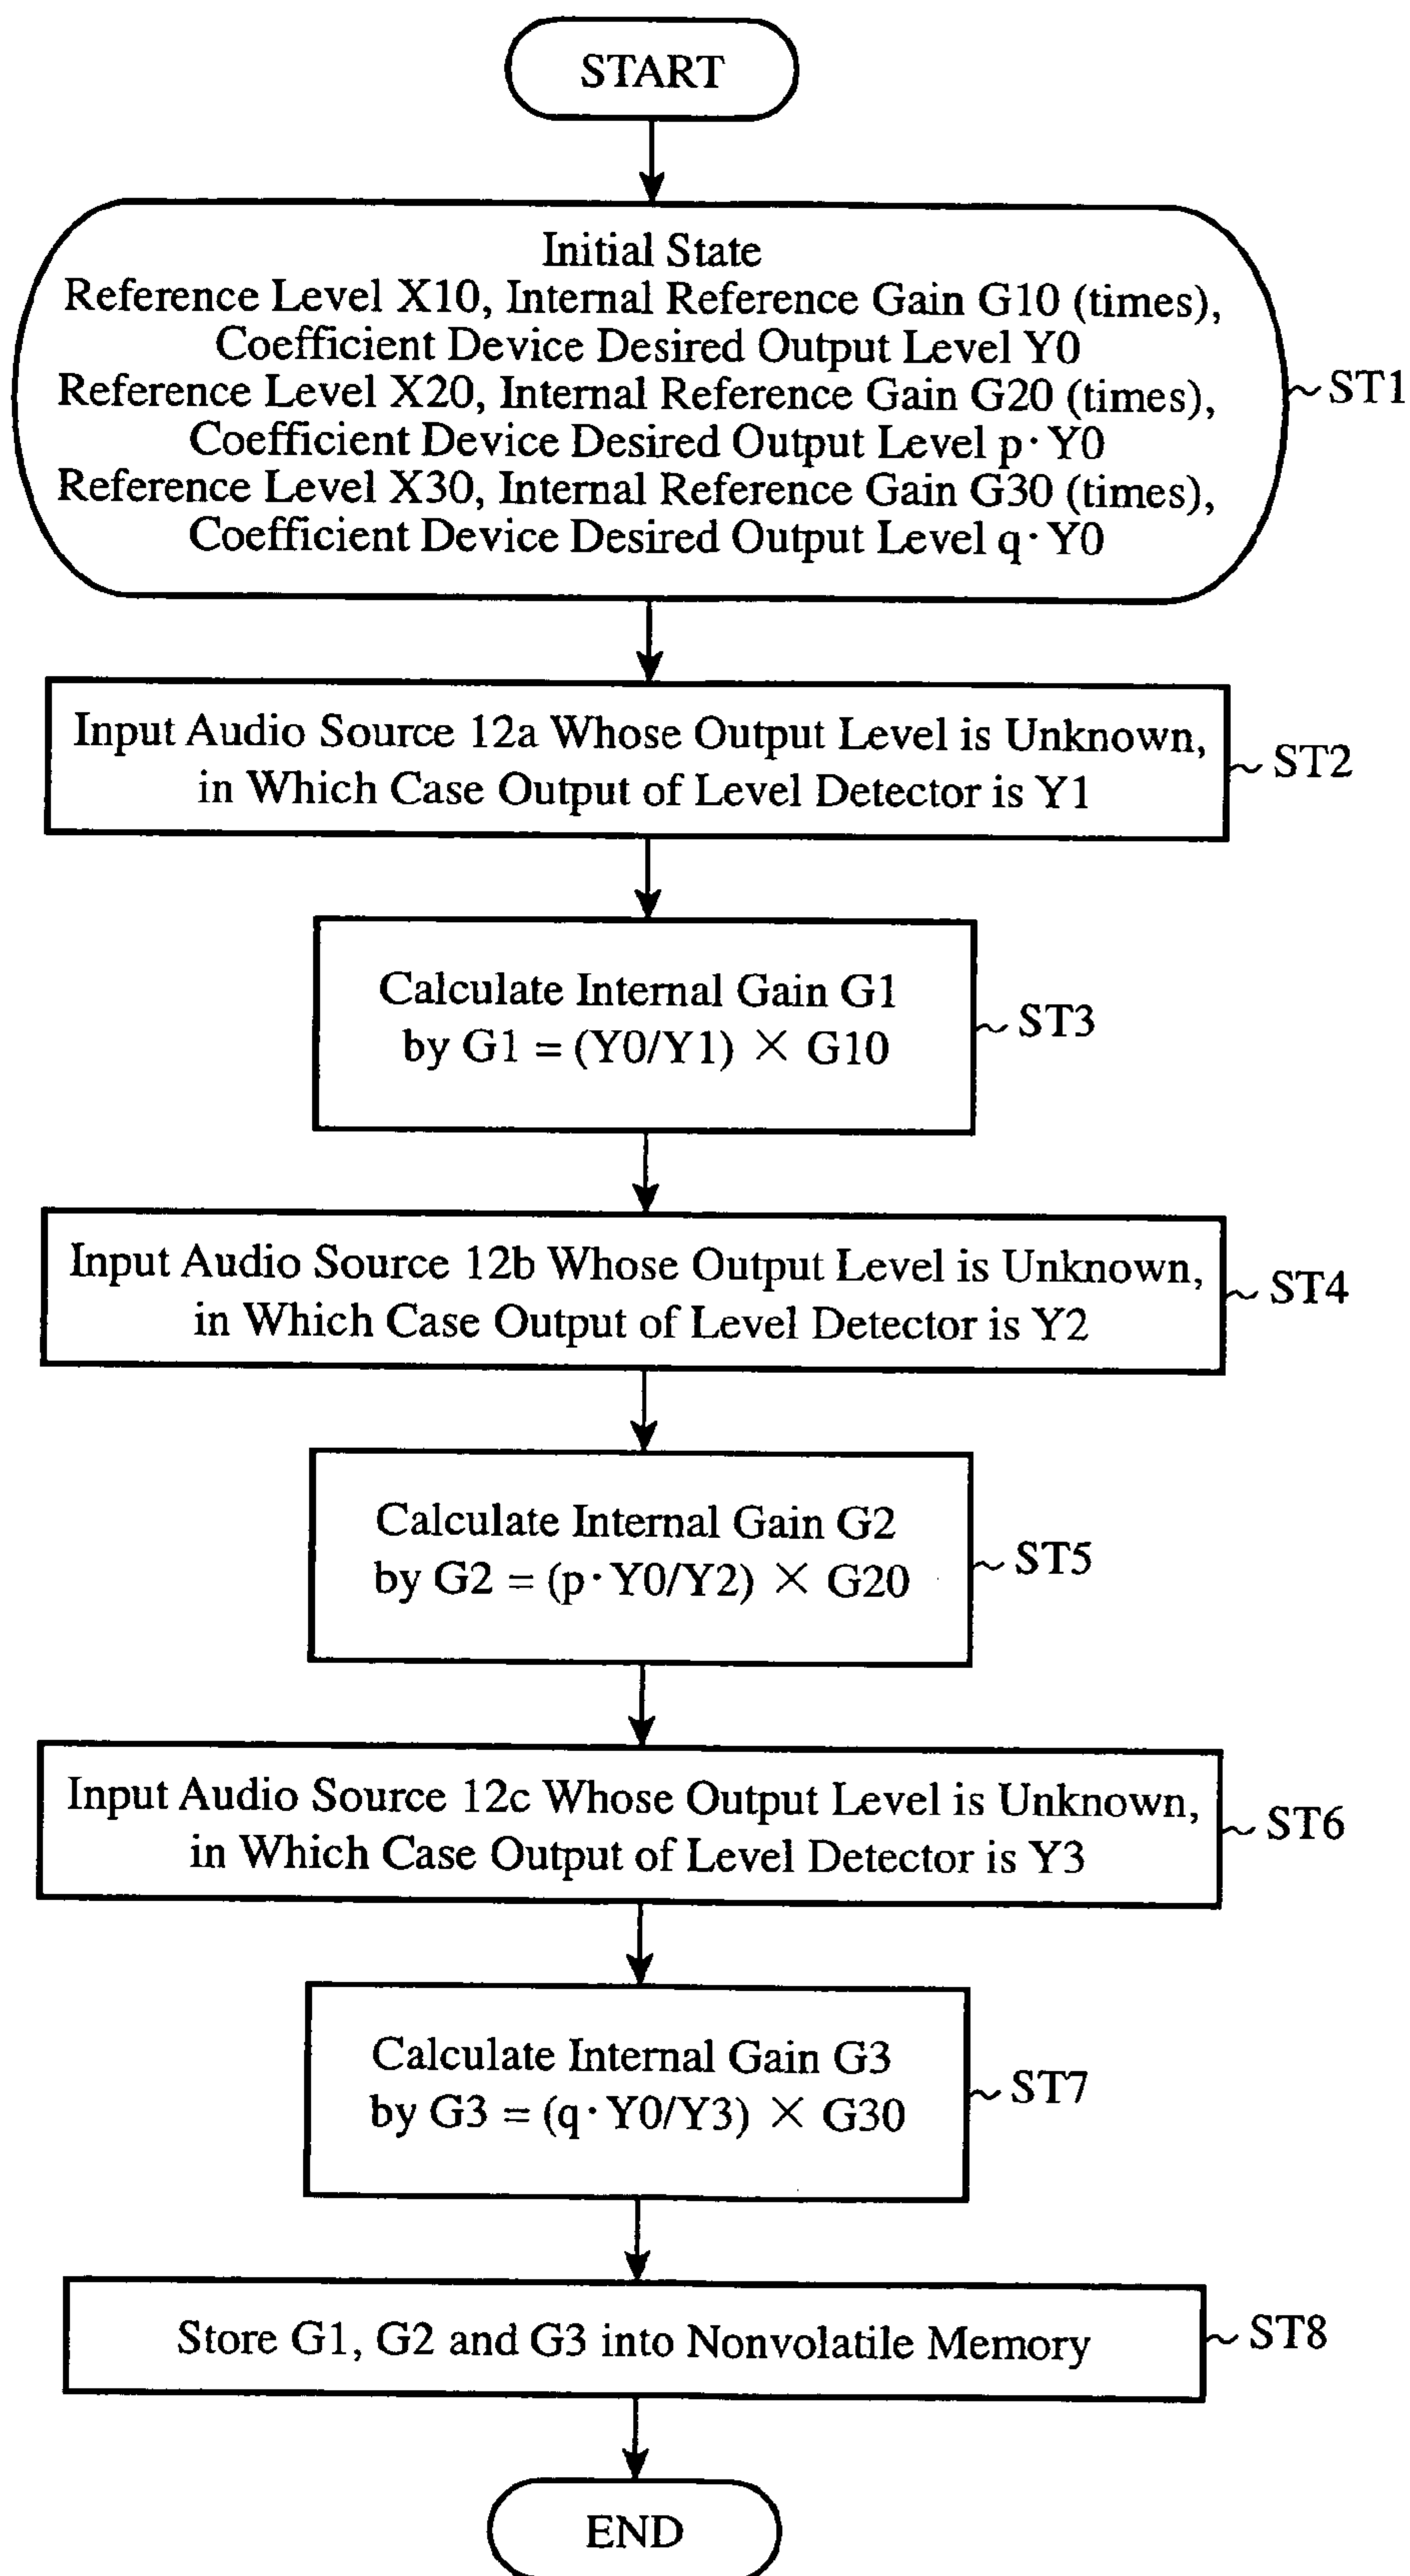 START
Initial State
Reference Level X10, Internal Reference Gain G10 (times),
Coefficient Device Desired Output Level Y0
Reference Level X20, Internal Reference Gain G20 (times),
Coefficient Device Desired Output Level p·Y0
Reference Level X30, Internal Reference Gain G30 (times),
Coefficient Device Desired Output Level q·Y0
ST1
Input Audio Source 12a Whose Output Level is Unknown,
in Which Case Output of Level Detector is Y1
ST2
Calculate Internal Gain G1
by G1 = (Y0/Y1) × G10
ST3
Input Audio Source 12b Whose Output Level is Unknown,
in Which Case Output of Level Detector is Y2
ST4
Calculate Internal Gain G2
by G2 = (p·Y0/Y2) × G20
ST5
Input Audio Source 12c Whose Output Level is Unknown,
in Which Case Output of Level Detector is Y3
ST6
Calculate Internal Gain G3
by G3 = (q·Y0/Y3) × G30
ST7
Store G1, G2 and G3 into Nonvolatile Memory
ST8
END